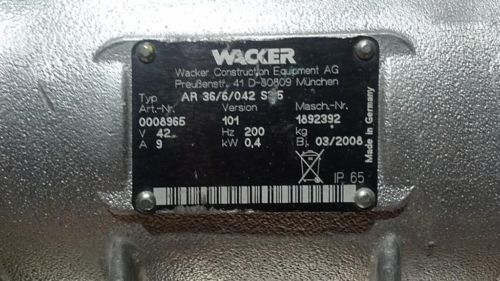 WACKER
Wacker Construction Equipment AG
Preußenstr. 41 D-80809 München
Typ AR 36/6/042 S35
Art.-Nr. Version Masch.-Nr.
0008965 101 1892392
V 42 Hz 200 kg
A 9 kW 0,4 Bj. 03/2008
Made in Germany
IP 65